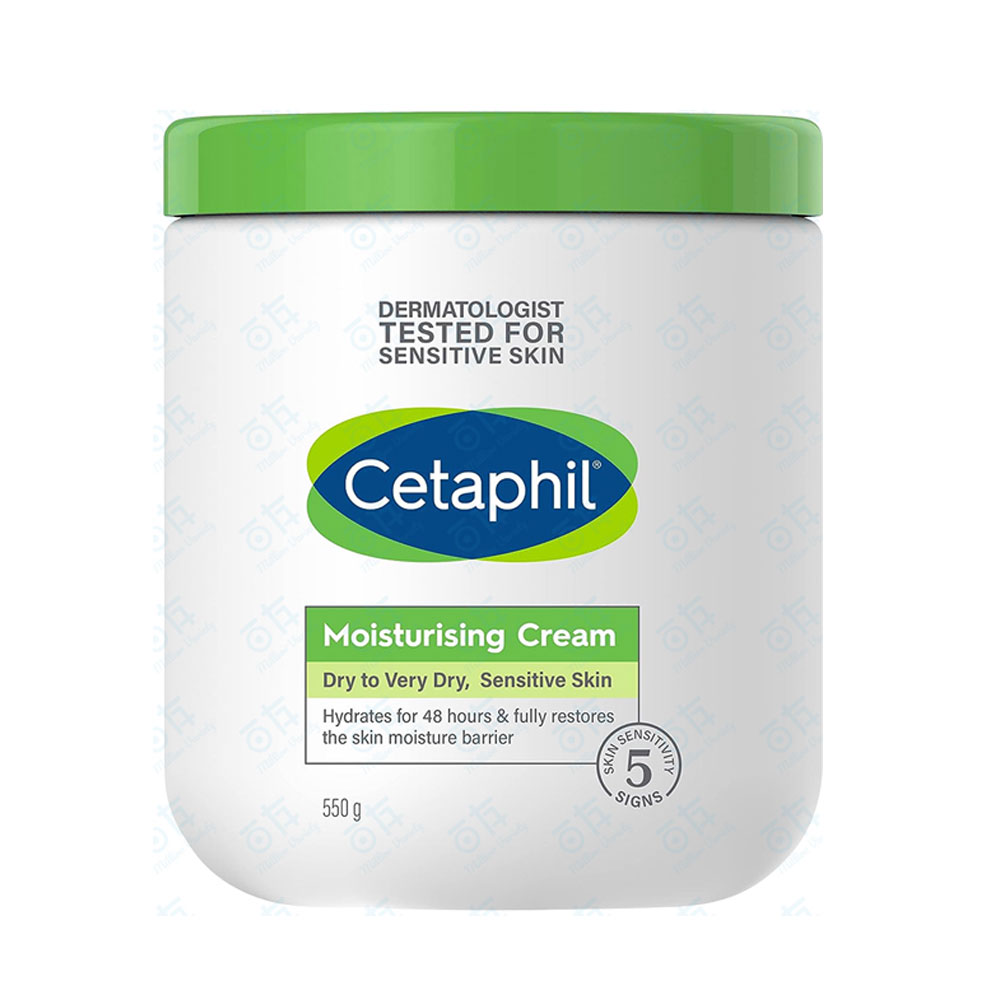 DERMATOLOGIST
TESTED FOR
SENSITIVE SKIN
Cetaphil®
Moisturising Cream
Dry to Very Dry, Sensitive Skin
Hydrates for 48 hours & fully restores
the skin moisture barrier
SKIN SENSITIVITY
5
SIGNS
550 g